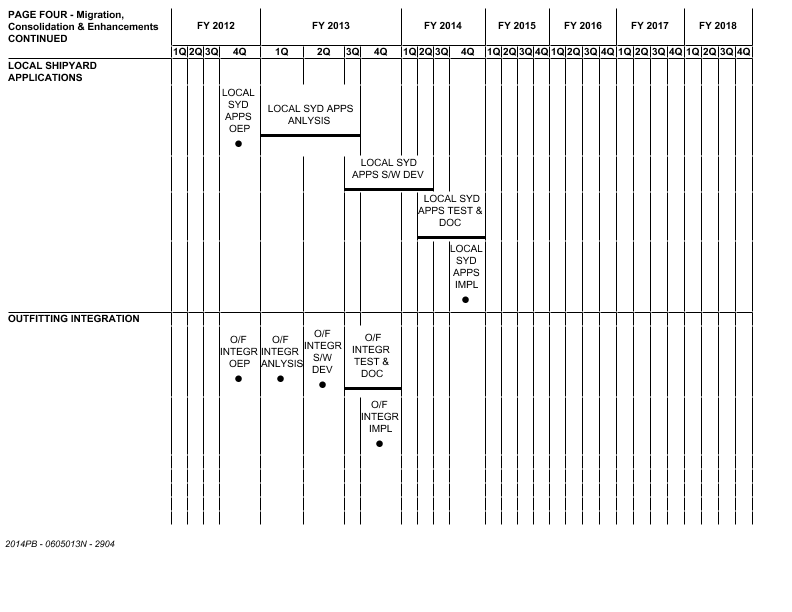 PAGE FOUR - Migration,
Consolidation & Enhancements
CONTINUED
FY 2012 FY 2013 FY 2014 FY 2015 FY 2016 FY 2017 FY 2018
1Q 2Q 3Q 4Q 1Q 2Q 3Q 4Q 1Q 2Q 3Q 4Q 1Q 2Q 3Q 4Q 1Q 2Q 3Q 4Q 1Q 2Q 3Q 4Q 1Q 2Q 3Q 4Q
LOCAL SHIPYARD
APPLICATIONS
LOCAL
SYD
APPS
OEP
LOCAL SYD APPS
ANLYSIS
LOCAL SYD
APPS S/W DEV
LOCAL SYD
APPS TEST &
DOC
LOCAL
SYD
APPS
IMPL
OUTFITTING INTEGRATION
O/F
INTEGR
OEP
O/F
INTEGR
ANLYSIS
O/F
INTEGR
S/W
DEV
O/F
INTEGR
TEST &
DOC
O/F
INTEGR
IMPL
2014PB - 0605013N - 2904